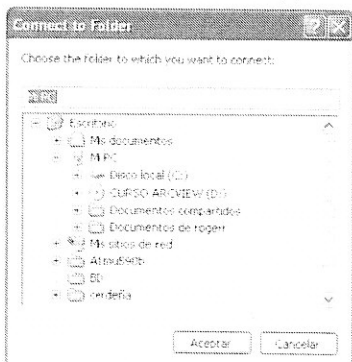 Connect to Folder
Choose the folder to which you want to connect:
Escritorio
Mis documentos
Mi PC
Disco local (C:)
CURSO ARCVIEW (D:)
Documentos compartidos
Documentos de rogerr
Mis sitios de red
BD
cerdeña
Aceptar
Cancelar